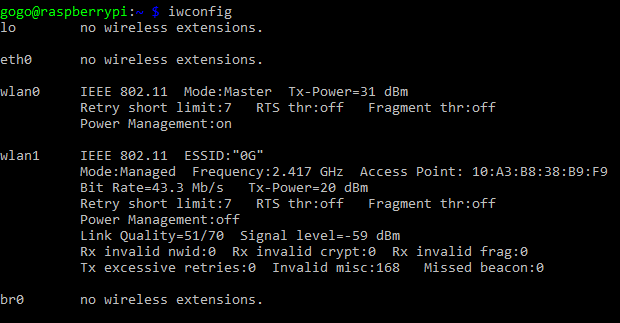 gogo@raspberrypi:~ $ iwconfig
lo        no wireless extensions.
eth0      no wireless extensions.
wlan0     IEEE 802.11  Mode:Master  Tx-Power=31 dBm
          Retry short limit:7   RTS thr:off   Fragment thr:off
          Power Management:on
wlan1     IEEE 802.11  ESSID:"0G"
          Mode:Managed  Frequency:2.417 GHz  Access Point: 10:A3:B8:38:B9:F9
          Bit Rate=43.3 Mb/s   Tx-Power=20 dBm
          Retry short limit:7   RTS thr:off   Fragment thr:off
          Power Management:off
          Link Quality=51/70  Signal level=-59 dBm
          Rx invalid nwid:0  Rx invalid crypt:0  Rx invalid frag:0
          Tx excessive retries:0  Invalid misc:168   Missed beacon:0
br0       no wireless extensions.